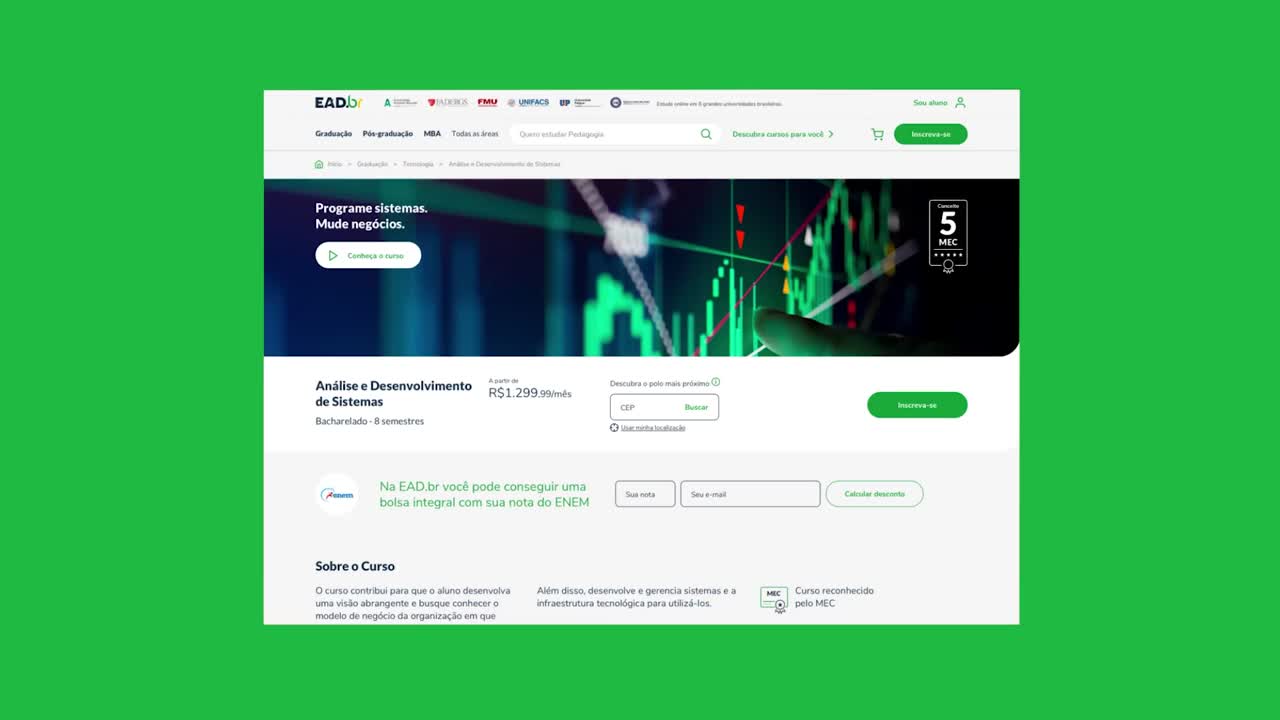 EAD.br
FADERGS
FMU
UNIFACS
UP
Estude online em 8 grandes universidades brasileiras.
Sou aluno
Graduação
Pós-graduação
MBA
Todas as áreas
Quero estudar Pedagogia
Descubra cursos para você
Inscreva-se
Início > Graduação > Tecnologia > Análise e Desenvolvimento de Sistemas
Programe sistemas.
Mude negócios.
Conheça o curso
Conceito
5
MEC
Análise e Desenvolvimento
de Sistemas
Bacharelado - 8 semestres
A partir de
R$1.299,99/mês
Descubra o polo mais próximo
CEP
Buscar
Usar minha localização
Inscreva-se
enem
Na EAD.br você pode conseguir uma
bolsa integral com sua nota do ENEM
Sua nota
Seu e-mail
Calcular desconto
Sobre o Curso
O curso contribui para que o aluno desenvolva
uma visão abrangente e busque conhecer o
modelo de negócio da organização em que
Além disso, desenvolve e gerencia sistemas e a
infraestrutura tecnológica para utilizá-los.
MEC
Curso reconhecido
pelo MEC